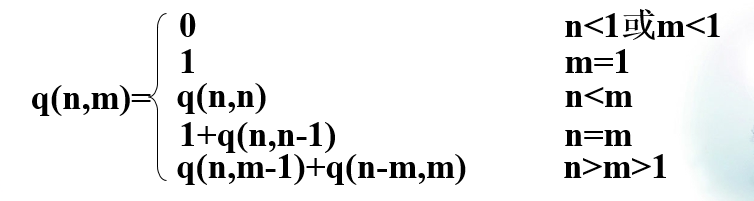 0 n<1或m<1
1 m=1
q(n,m)= q(n,n) n<m
1+q(n,n-1) n=m
q(n,m-1)+q(n-m,m) n>m>1